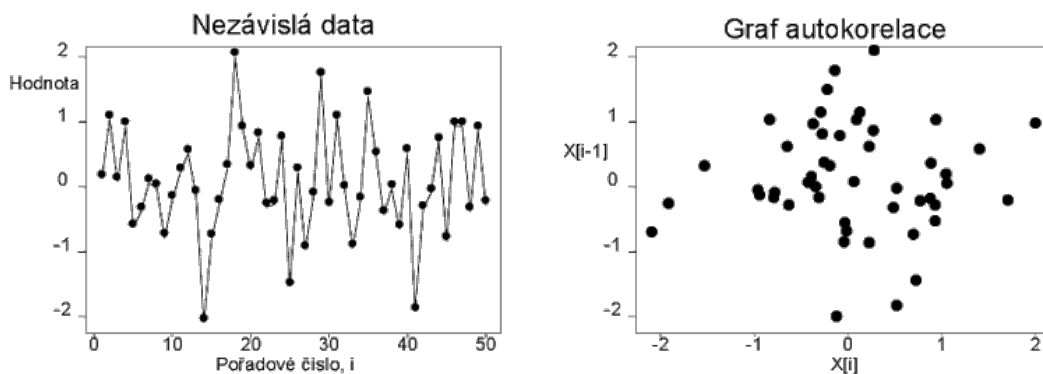 Nezávislá data
Hodnota
2
1
0
-1
-2
0 10 20 30 40 50
Pořadové číslo, i
Graf autokorelace
X[i-1]
2
1
0
-1
-2
-2 -1 0 1 2
X[i]